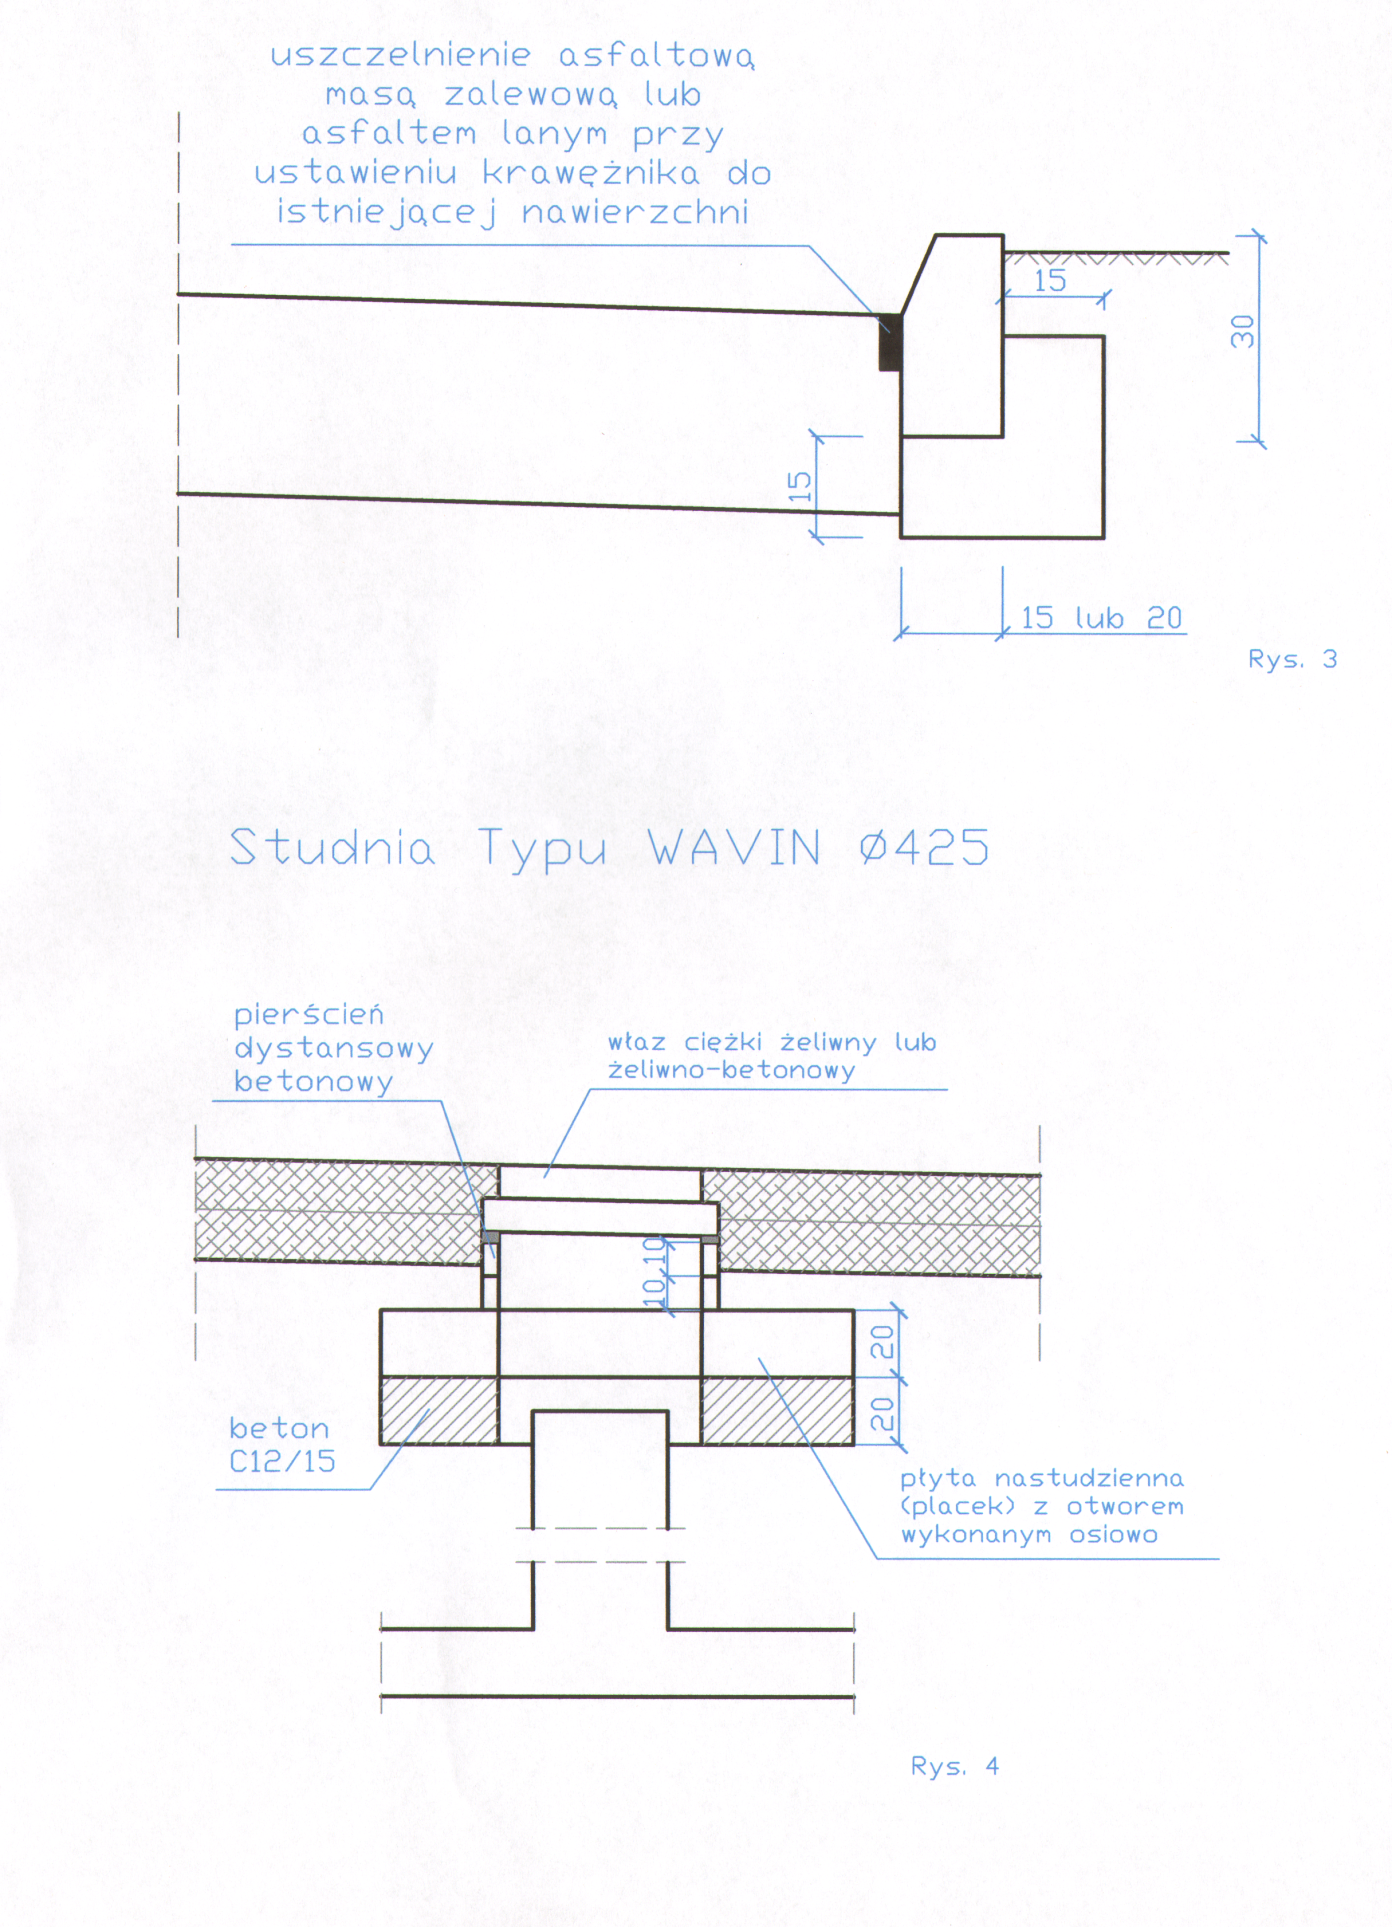 uszczelnienie asfaltową
masą zalewową lub
asfaltem lanym przy
ustawieniu krawężnika do
istniejącej nawierzchni
15
30
15
15 lub 20
Rys. 3
Studnia Typu WAVIN Ø425
pierścień
dystansowy
betonowy
właz ciężki żeliwny lub
żeliwno-betonowy
10
10
20
20
beton
C12/15
płyta nastudzienna
(placek) z otworem
wykonanym osiowo
Rys. 4